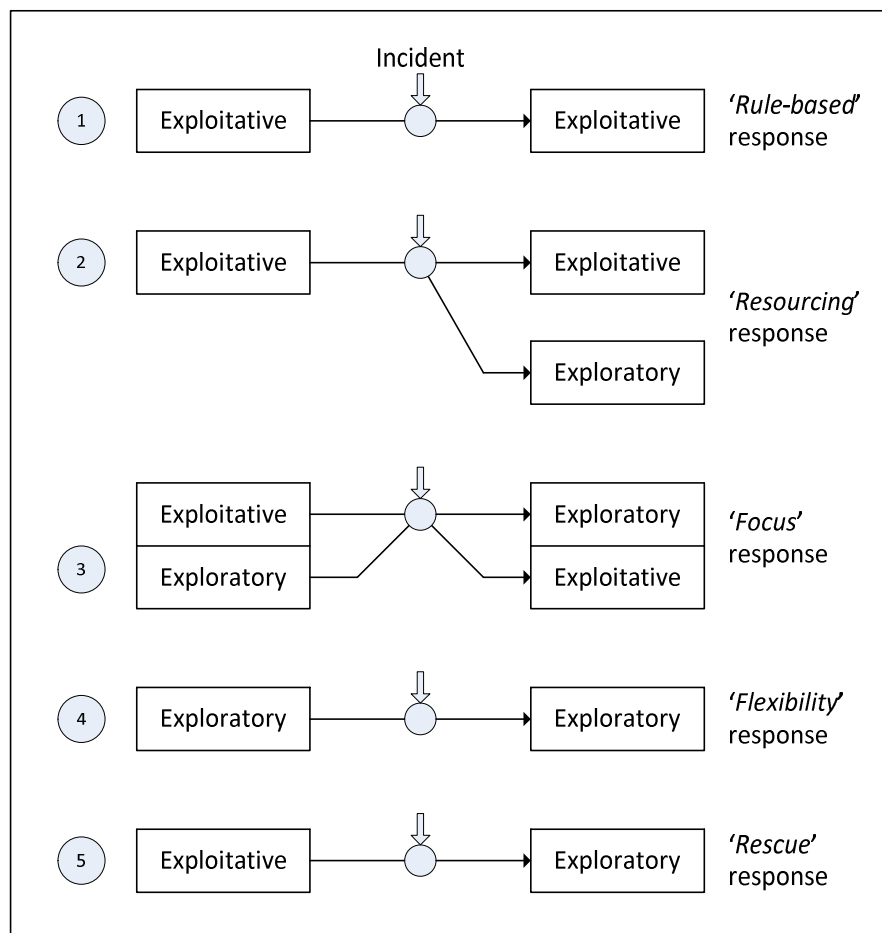 Incident
1
Exploitative
Exploitative
‘Rule-based’
response
2
Exploitative
Exploitative
Exploratory
‘Resourcing’
response
3
Exploitative
Exploratory
Exploratory
Exploitative
‘Focus’
response
4
Exploratory
Exploratory
‘Flexibility’
response
5
Exploitative
Exploratory
‘Rescue’
response